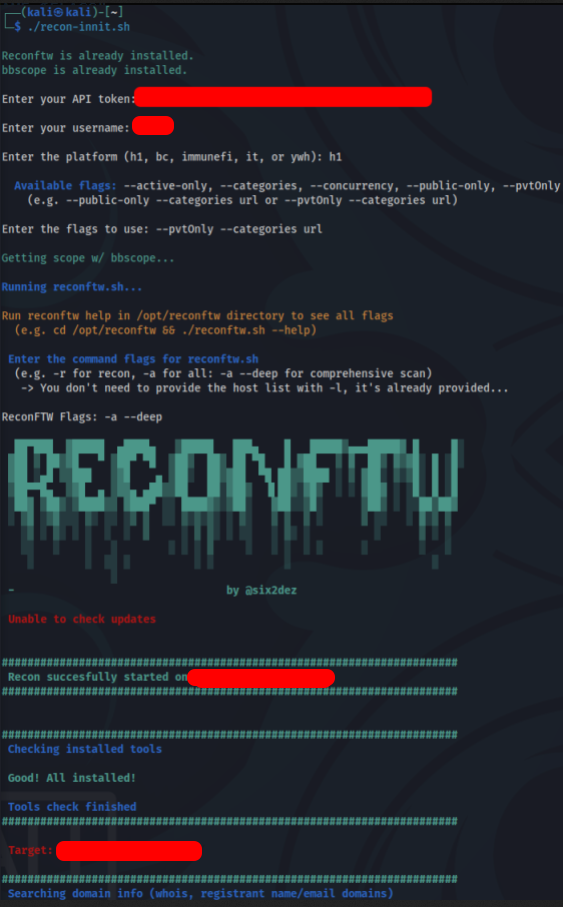 (kali㉿kali)-[~]
$ ./recon-innit.sh
Reconftw is already installed.
bbscope is already installed.
Enter your API token:
Enter your username:
Enter the platform (h1, bc, immunefi, it, or ywh): h1
Available flags: --active-only, --categories, --concurrency, --public-only, --pvtOnly
(e.g. --public-only --categories url or --pvtOnly --categories url)
Enter the flags to use: --pvtOnly --categories url
Getting scope w/ bbscope...
Running reconftw.sh...
Run reconftw help in /opt/reconftw directory to see all flags
(e.g. cd /opt/reconftw && ./reconftw.sh --help)
Enter the command flags for reconftw.sh
(e.g. -r for recon, -a for all: -a --deep for comprehensive scan)
-> You don't need to provide the host list with -l, it's already provided...
ReconFTW Flags: -a --deep
RECONFTW
~ by @six2dez
Unable to check updates
######################################################################
Recon succesfully started on
######################################################################
######################################################################
Checking installed tools
Good! All installed!
Tools check finished
######################################################################
Target:
######################################################################
Searching domain info (whois, registrant name/email domains)